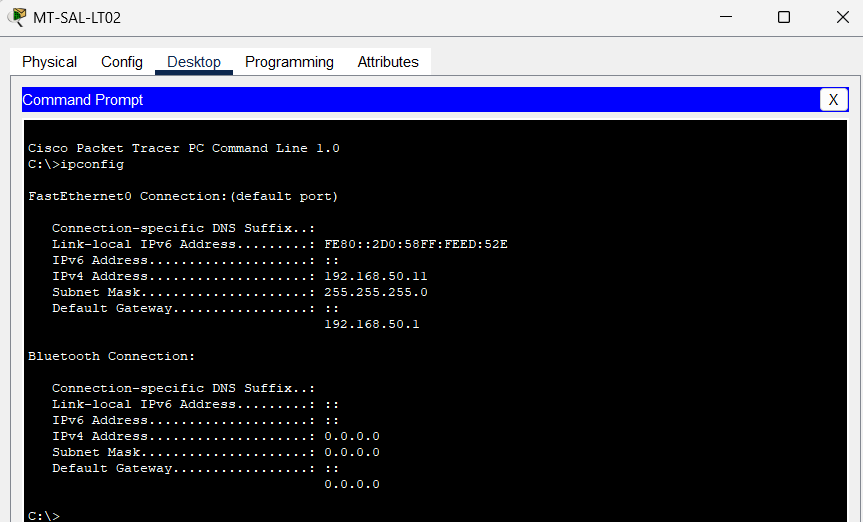 MT-SAL-LT02
Physical Config Desktop Programming Attributes
Command Prompt X
Cisco Packet Tracer PC Command Line 1.0
C:\>ipconfig
FastEthernet0 Connection:(default port)
Connection-specific DNS Suffix..:
Link-local IPv6 Address.........: FE80::2D0:58FF:FEED:52E
IPv6 Address....................: ::
IPv4 Address....................: 192.168.50.11
Subnet Mask.....................: 255.255.255.0
Default Gateway.................: ::
192.168.50.1
Bluetooth Connection:
Connection-specific DNS Suffix..:
Link-local IPv6 Address.........: ::
IPv6 Address....................: ::
IPv4 Address....................: 0.0.0.0
Subnet Mask.....................: 0.0.0.0
Default Gateway.................: ::
0.0.0.0
C:\>